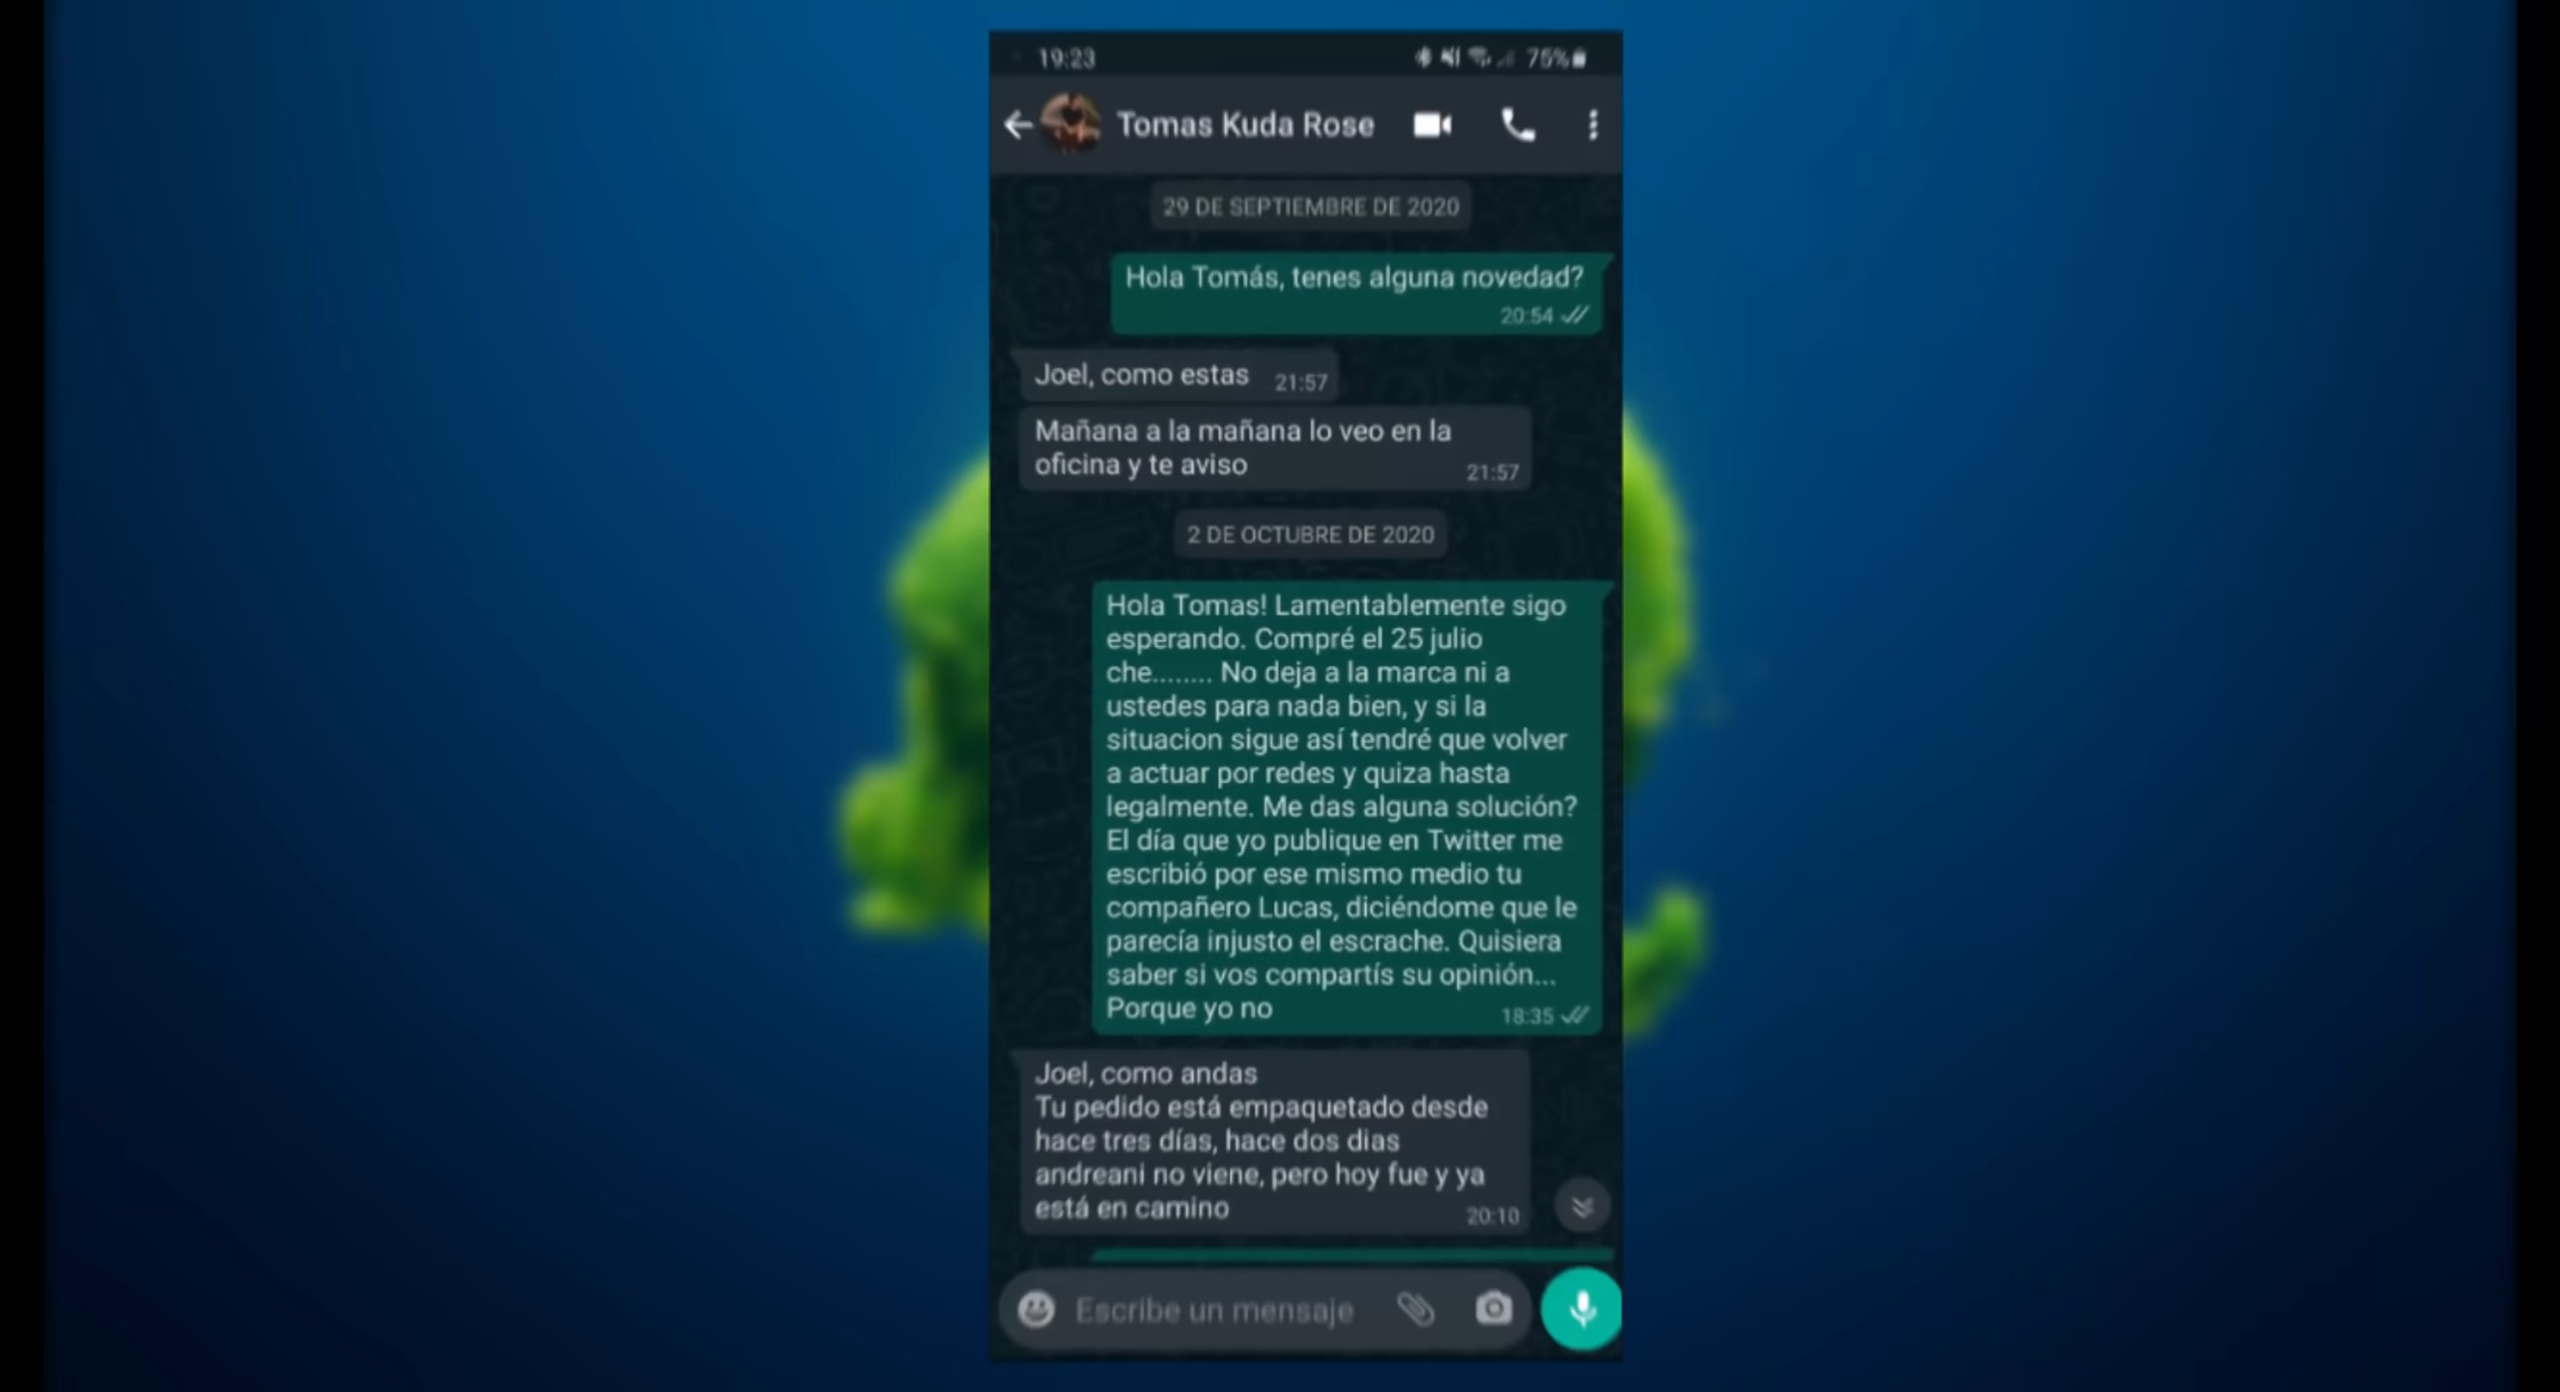 19:23
75%
Tomas Kuda Rose
29 DE SEPTIEMBRE DE 2020
Hola Tomás, tenes alguna novedad?
20:54
Joel, como estas 21:57
Mañana a la mañana lo veo en la
oficina y te aviso 21:57
2 DE OCTUBRE DE 2020
Hola Tomas! Lamentablemente sigo
esperando. Compré el 25 julio
che........ No deja a la marca ni a
ustedes para nada bien, y si la
situacion sigue así tendré que volver
a actuar por redes y quiza hasta
legalmente. Me das alguna solución?
El día que yo publique en Twitter me
escribió por ese mismo medio tu
compañero Lucas, diciéndome que le
parecía injusto el escrache. Quisiera
saber si vos compartís su opinión...
Porque yo no 18:35
Joel, como andas
Tu pedido está empaquetado desde
hace tres días, hace dos dias
andreani no viene, pero hoy fue y ya
está en camino 20:10
Escribe un mensaje